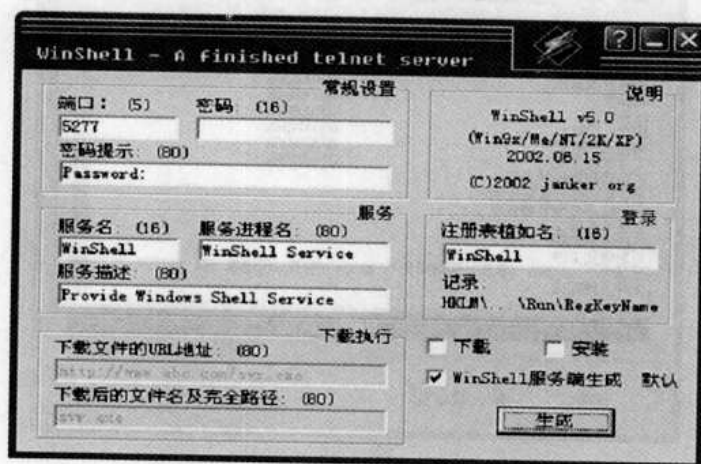 WinShell - A finished telnet server
常规设置
端口： (5) 密码: (16)
5277
密码提示: (80)
Password:
说明
WinShell v5.0
(Win9x/Me/NT/2K/XP)
2002.06.15
(C)2002 janker org
服务
服务名: (16) 服务进程名: (80)
WinShell WinShell Service
服务描述: (80)
Provide Windows Shell Service
登录
注册表植如名: (16)
WinShell
记录:
HKLM\... \Run\RegKeyName
下载执行
下载文件的URL地址: (80)
下载后的文件名及完全路径: (80)
下载 安装
WinShell服务端生成 默认
生成